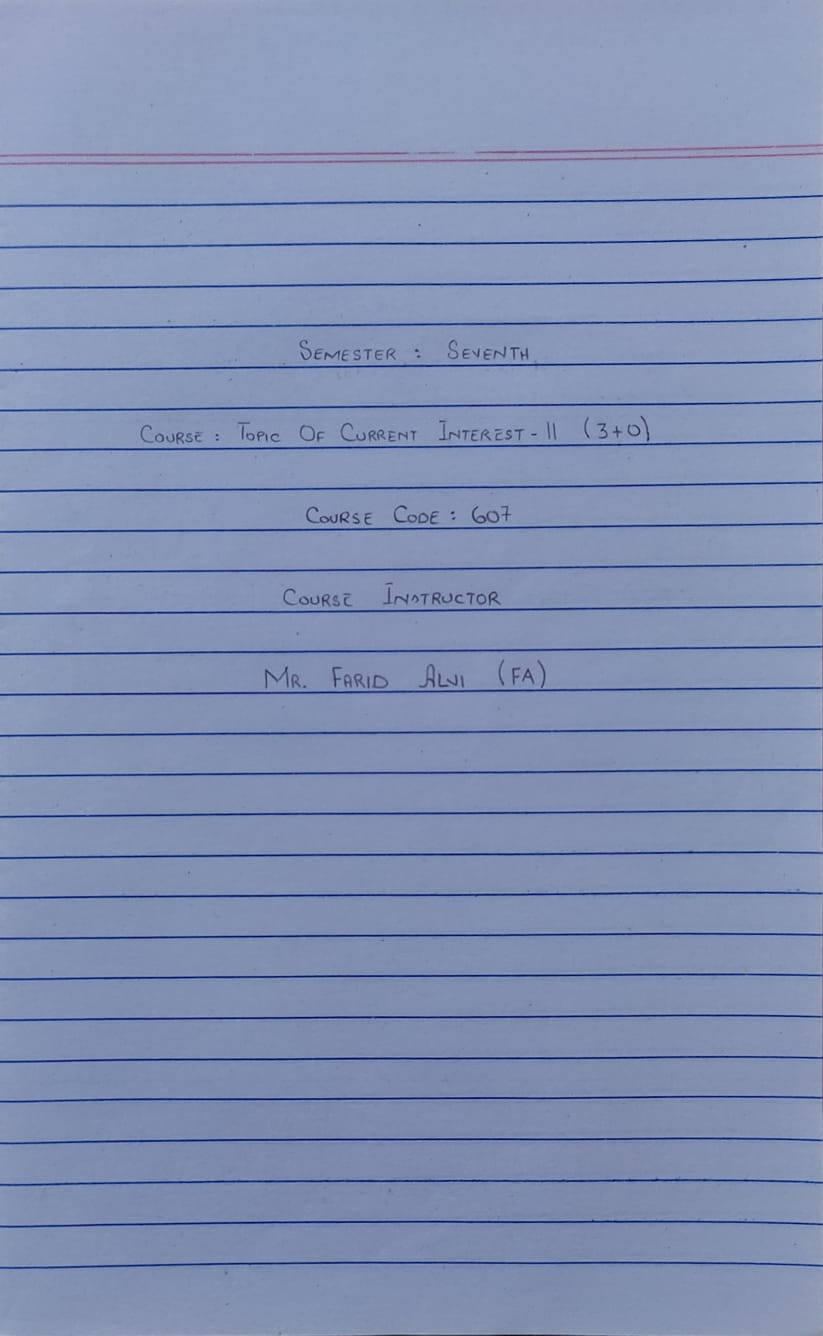 SEMESTER : SEVENTH
COURSE : TOPIC OF CURRENT INTEREST - II (3+0)
COURSE CODE : 607
COURSE INSTRUCTOR
MR. FARID ALVI (FA)